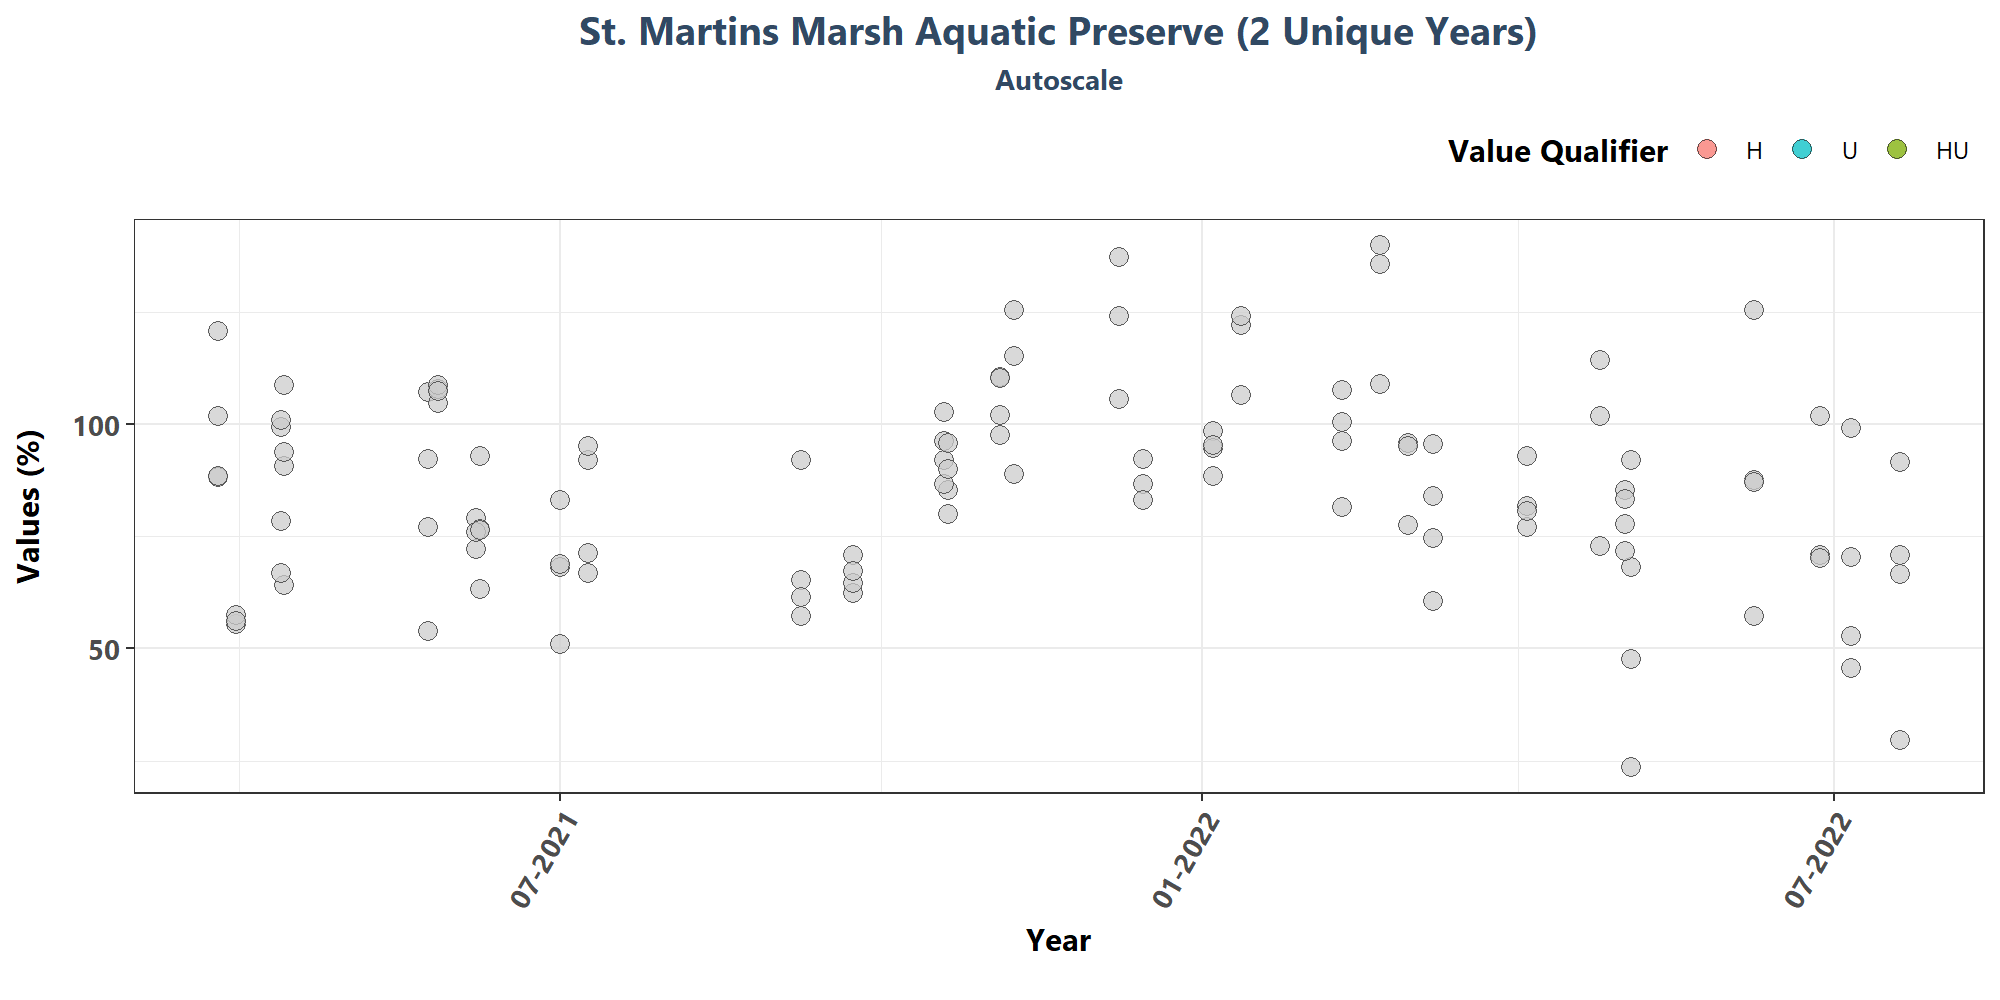 St. Martins Marsh Aquatic Preserve (2 Unique Years)
Autoscale
Value Qualifier H U HU
Values (%)
100
50
07-2021
01-2022
07-2022
Year